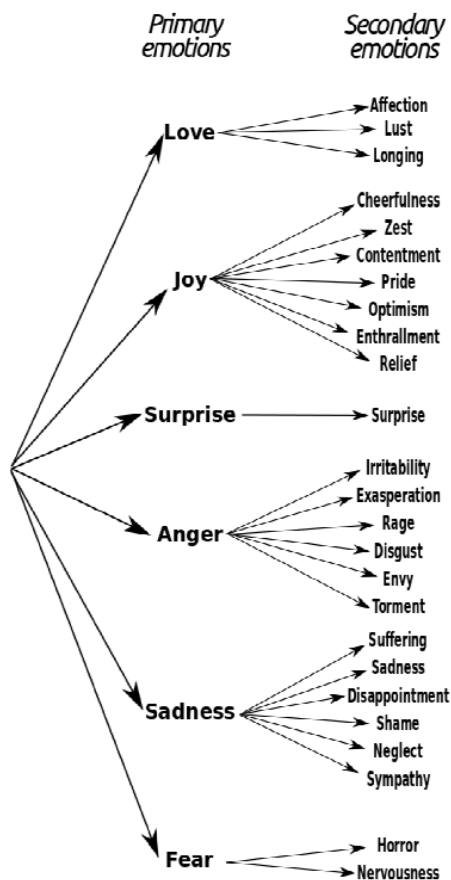 Primary emotions
Secondary emotions
Love
Affection
Lust
Longing
Joy
Cheerfulness
Zest
Contentment
Pride
Optimism
Enthrallment
Relief
Surprise
Surprise
Anger
Irritability
Exasperation
Rage
Disgust
Envy
Torment
Sadness
Suffering
Sadness
Disappointment
Shame
Neglect
Sympathy
Fear
Horror
Nervousness